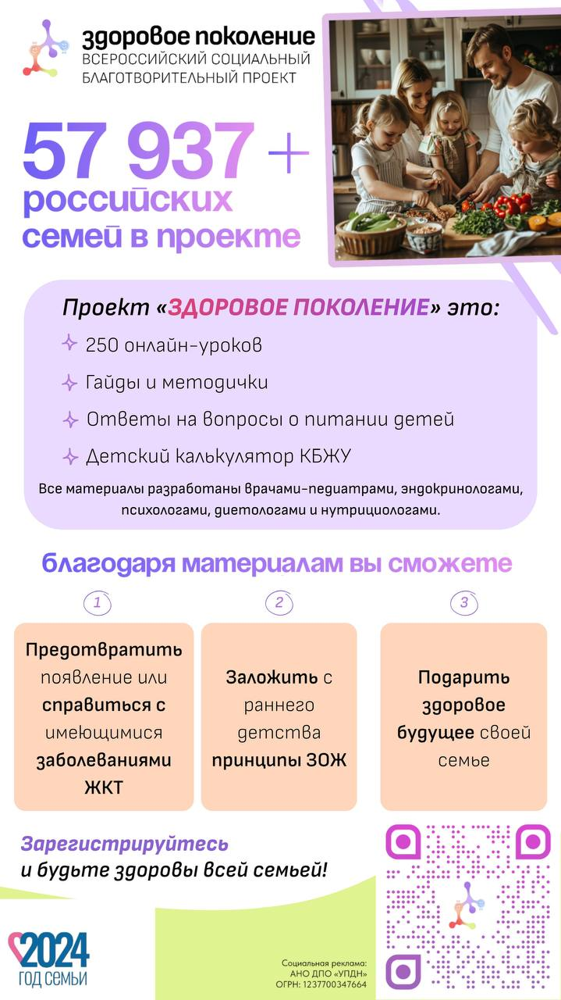 здоровое поколение
ВСЕРОССИЙСКИЙ СОЦИАЛЬНЫЙ
БЛАГОТВОРИТЕЛЬНЫЙ ПРОЕКТ
57 937+
российских
семей в проекте
Проект «ЗДОРОВОЕ ПОКОЛЕНИЕ» это:
250 онлайн-уроков
Гайды и методички
Ответы на вопросы о питании детей
Детский калькулятор КБЖУ
Все материалы разработаны врачами-педиатрами, эндокринологами,
психологами, диетологами и нутрициологами.
благодаря материалам вы сможете
1
Предотвратить
появление или
справиться с
имеющимися
заболеваниями
ЖКТ
2
Заложить с
раннего
детства
принципы ЗОЖ
3
Подарить
здоровое
будущее своей
семье
Зарегистрируйтесь
и будьте здоровы всей семьей!
2024
ГОД СЕМЬИ
Социальная реклама:
АНО ДПО «УПДН»
ОГРН: 1237700347664